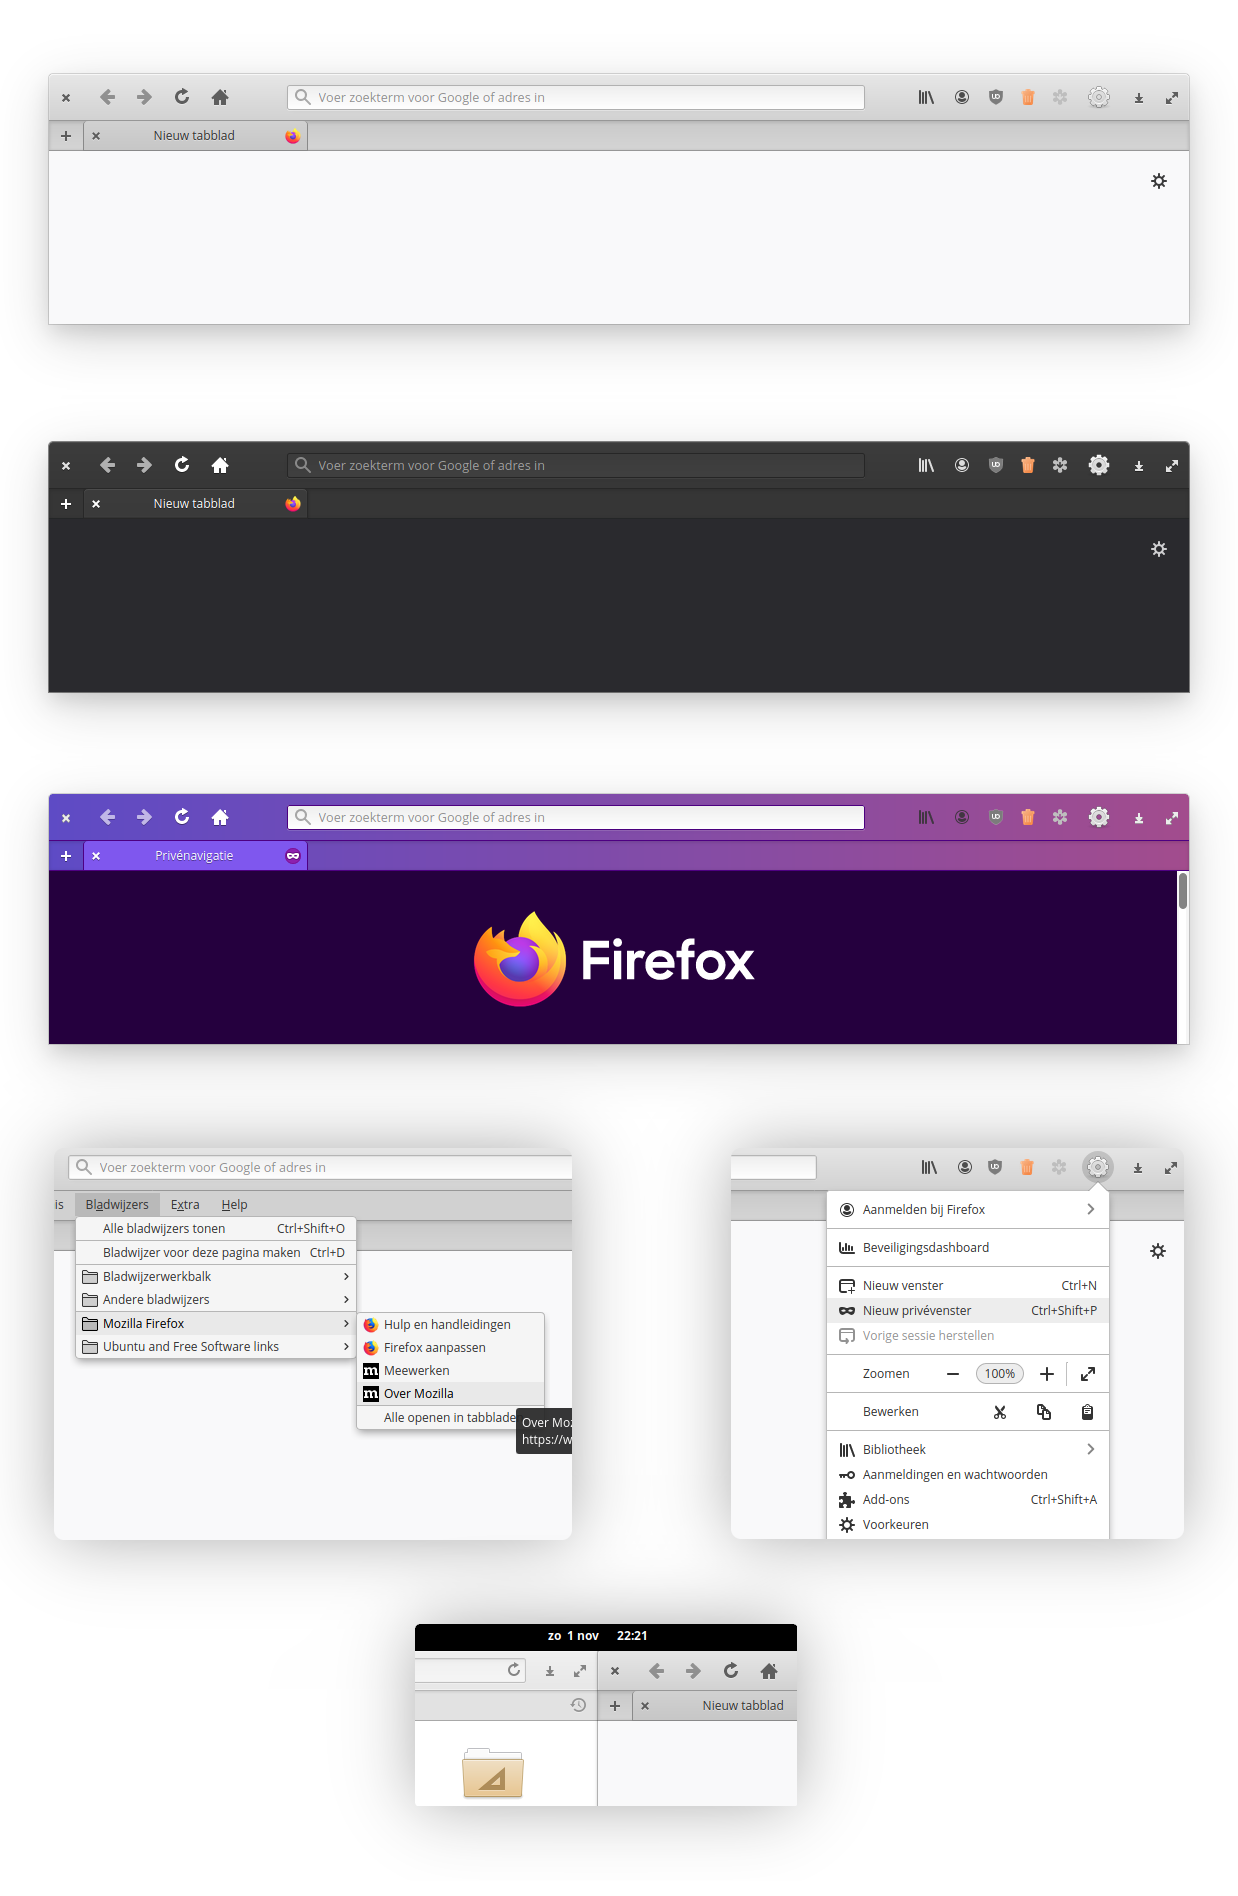 Voer zoekterm voor Google of adres in
Nieuw tabblad
Voer zoekterm voor Google of adres in
Nieuw tabblad
Voer zoekterm voor Google of adres in
Privénavigatie
Firefox
Voer zoekterm voor Google of adres in
is Bladwijzers Extra Help
Alle bladwijzers tonen Ctrl+Shift+O
Bladwijzer voor deze pagina maken Ctrl+D
Bladwijzerwerkbalk
Andere bladwijzers
Mozilla Firefox
Ubuntu and Free Software links
Hulp en handleidingen
Firefox aanpassen
Meewerken
Over Mozilla
Alle openen in tabblade
Over Moz
https://w
Aanmelden bij Firefox
Beveiligingsdashboard
Nieuw venster Ctrl+N
Nieuw privévenster Ctrl+Shift+P
Vorige sessie herstellen
Zoomen 100%
Bewerken
Bibliotheek
Aanmeldingen en wachtwoorden
Add-ons Ctrl+Shift+A
Voorkeuren
zo 1 nov 22:21
Nieuw tabblad